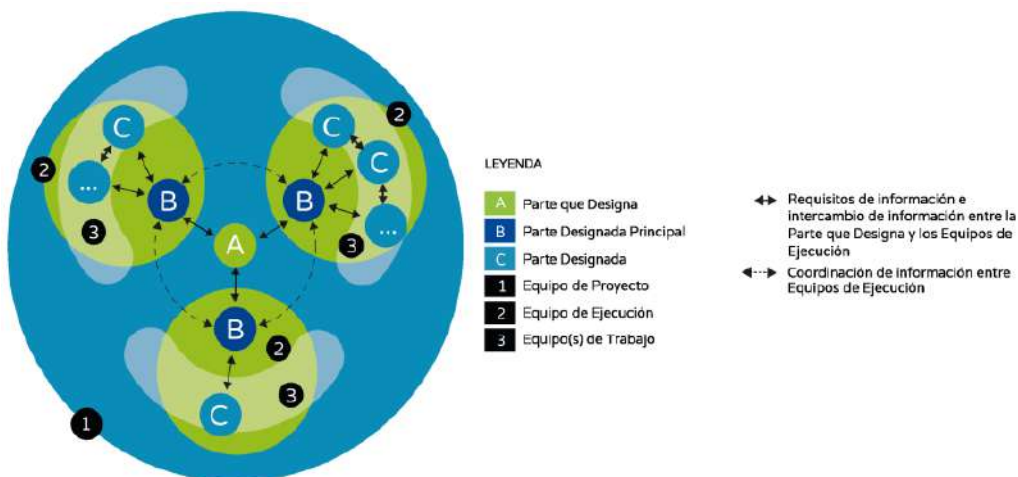 2
C
C
2
C
...
B
B
...
3
3
A
B
2
3
C
1
LEYENDA
A Parte que Designa
B Parte Designada Principal
C Parte Designada
1 Equipo de Proyecto
2 Equipo de Ejecución
3 Equipo(s) de Trabajo
Requisitos de información e
intercambio de información entre la
Parte que Designa y los Equipos de
Ejecución
Coordinación de información entre
Equipos de Ejecución